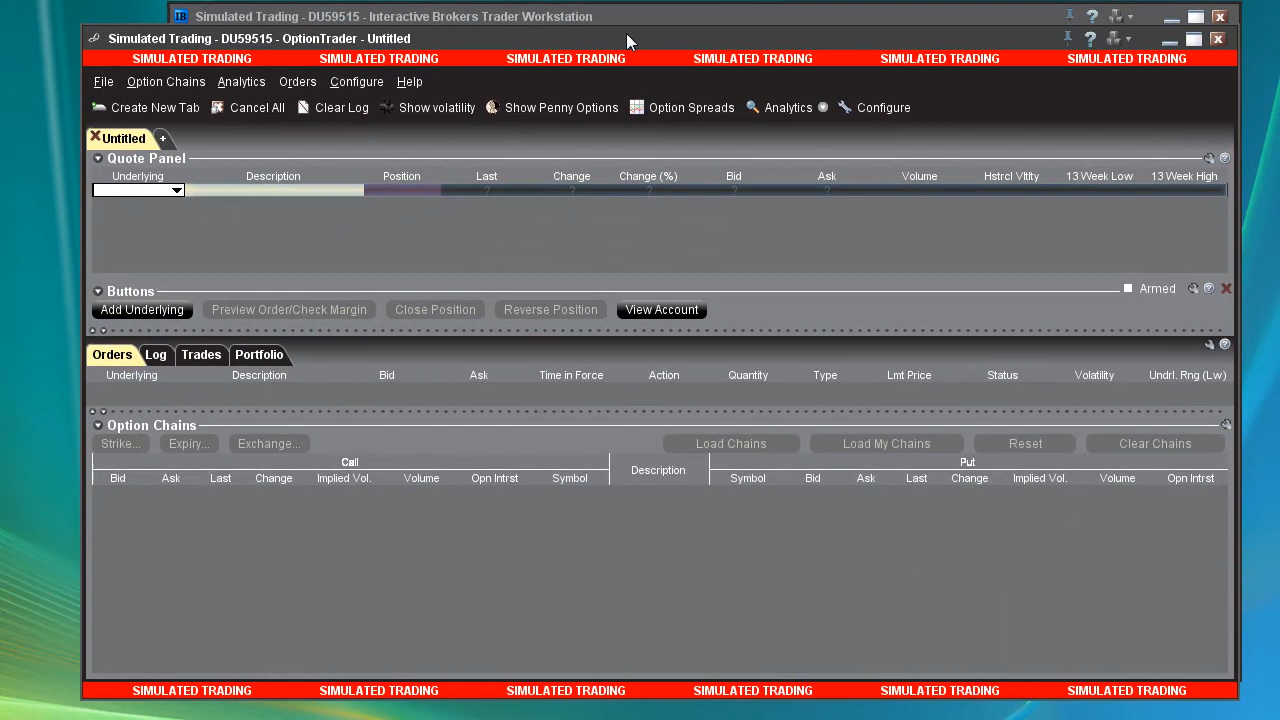 IB Simulated Trading - DU59515 - Interactive Brokers Trader Workstation
Simulated Trading - DU59515 - OptionTrader - Untitled
SIMULATED TRADING SIMULATED TRADING SIMULATED TRADING SIMULATED TRADING SIMULATED TRADING SIMULATED TRADING
File Option Chains Analytics Orders Configure Help
Create New Tab Cancel All Clear Log Show volatility Show Penny Options Option Spreads Analytics Configure
Untitled +
Quote Panel
Underlying Description Position Last Change Change (%) Bid Ask Volume Hstrcl Vltlty 13 Week Low 13 Week High
? ? ? ? ?
Buttons Armed
Add Underlying Preview Order/Check Margin Close Position Reverse Position View Account
Orders Log Trades Portfolio
Underlying Description Bid Ask Time in Force Action Quantity Type Lmt Price Status Volatility Undrl. Rng (Lw)
Option Chains
Strike... Expiry... Exchange... Load Chains Load My Chains Reset Clear Chains
Call Description Put
Bid Ask Last Change Implied Vol. Volume Opn Intrst Symbol Symbol Bid Ask Last Change Implied Vol. Volume Opn Intrst
SIMULATED TRADING SIMULATED TRADING SIMULATED TRADING SIMULATED TRADING SIMULATED TRADING SIMULATED TRADING